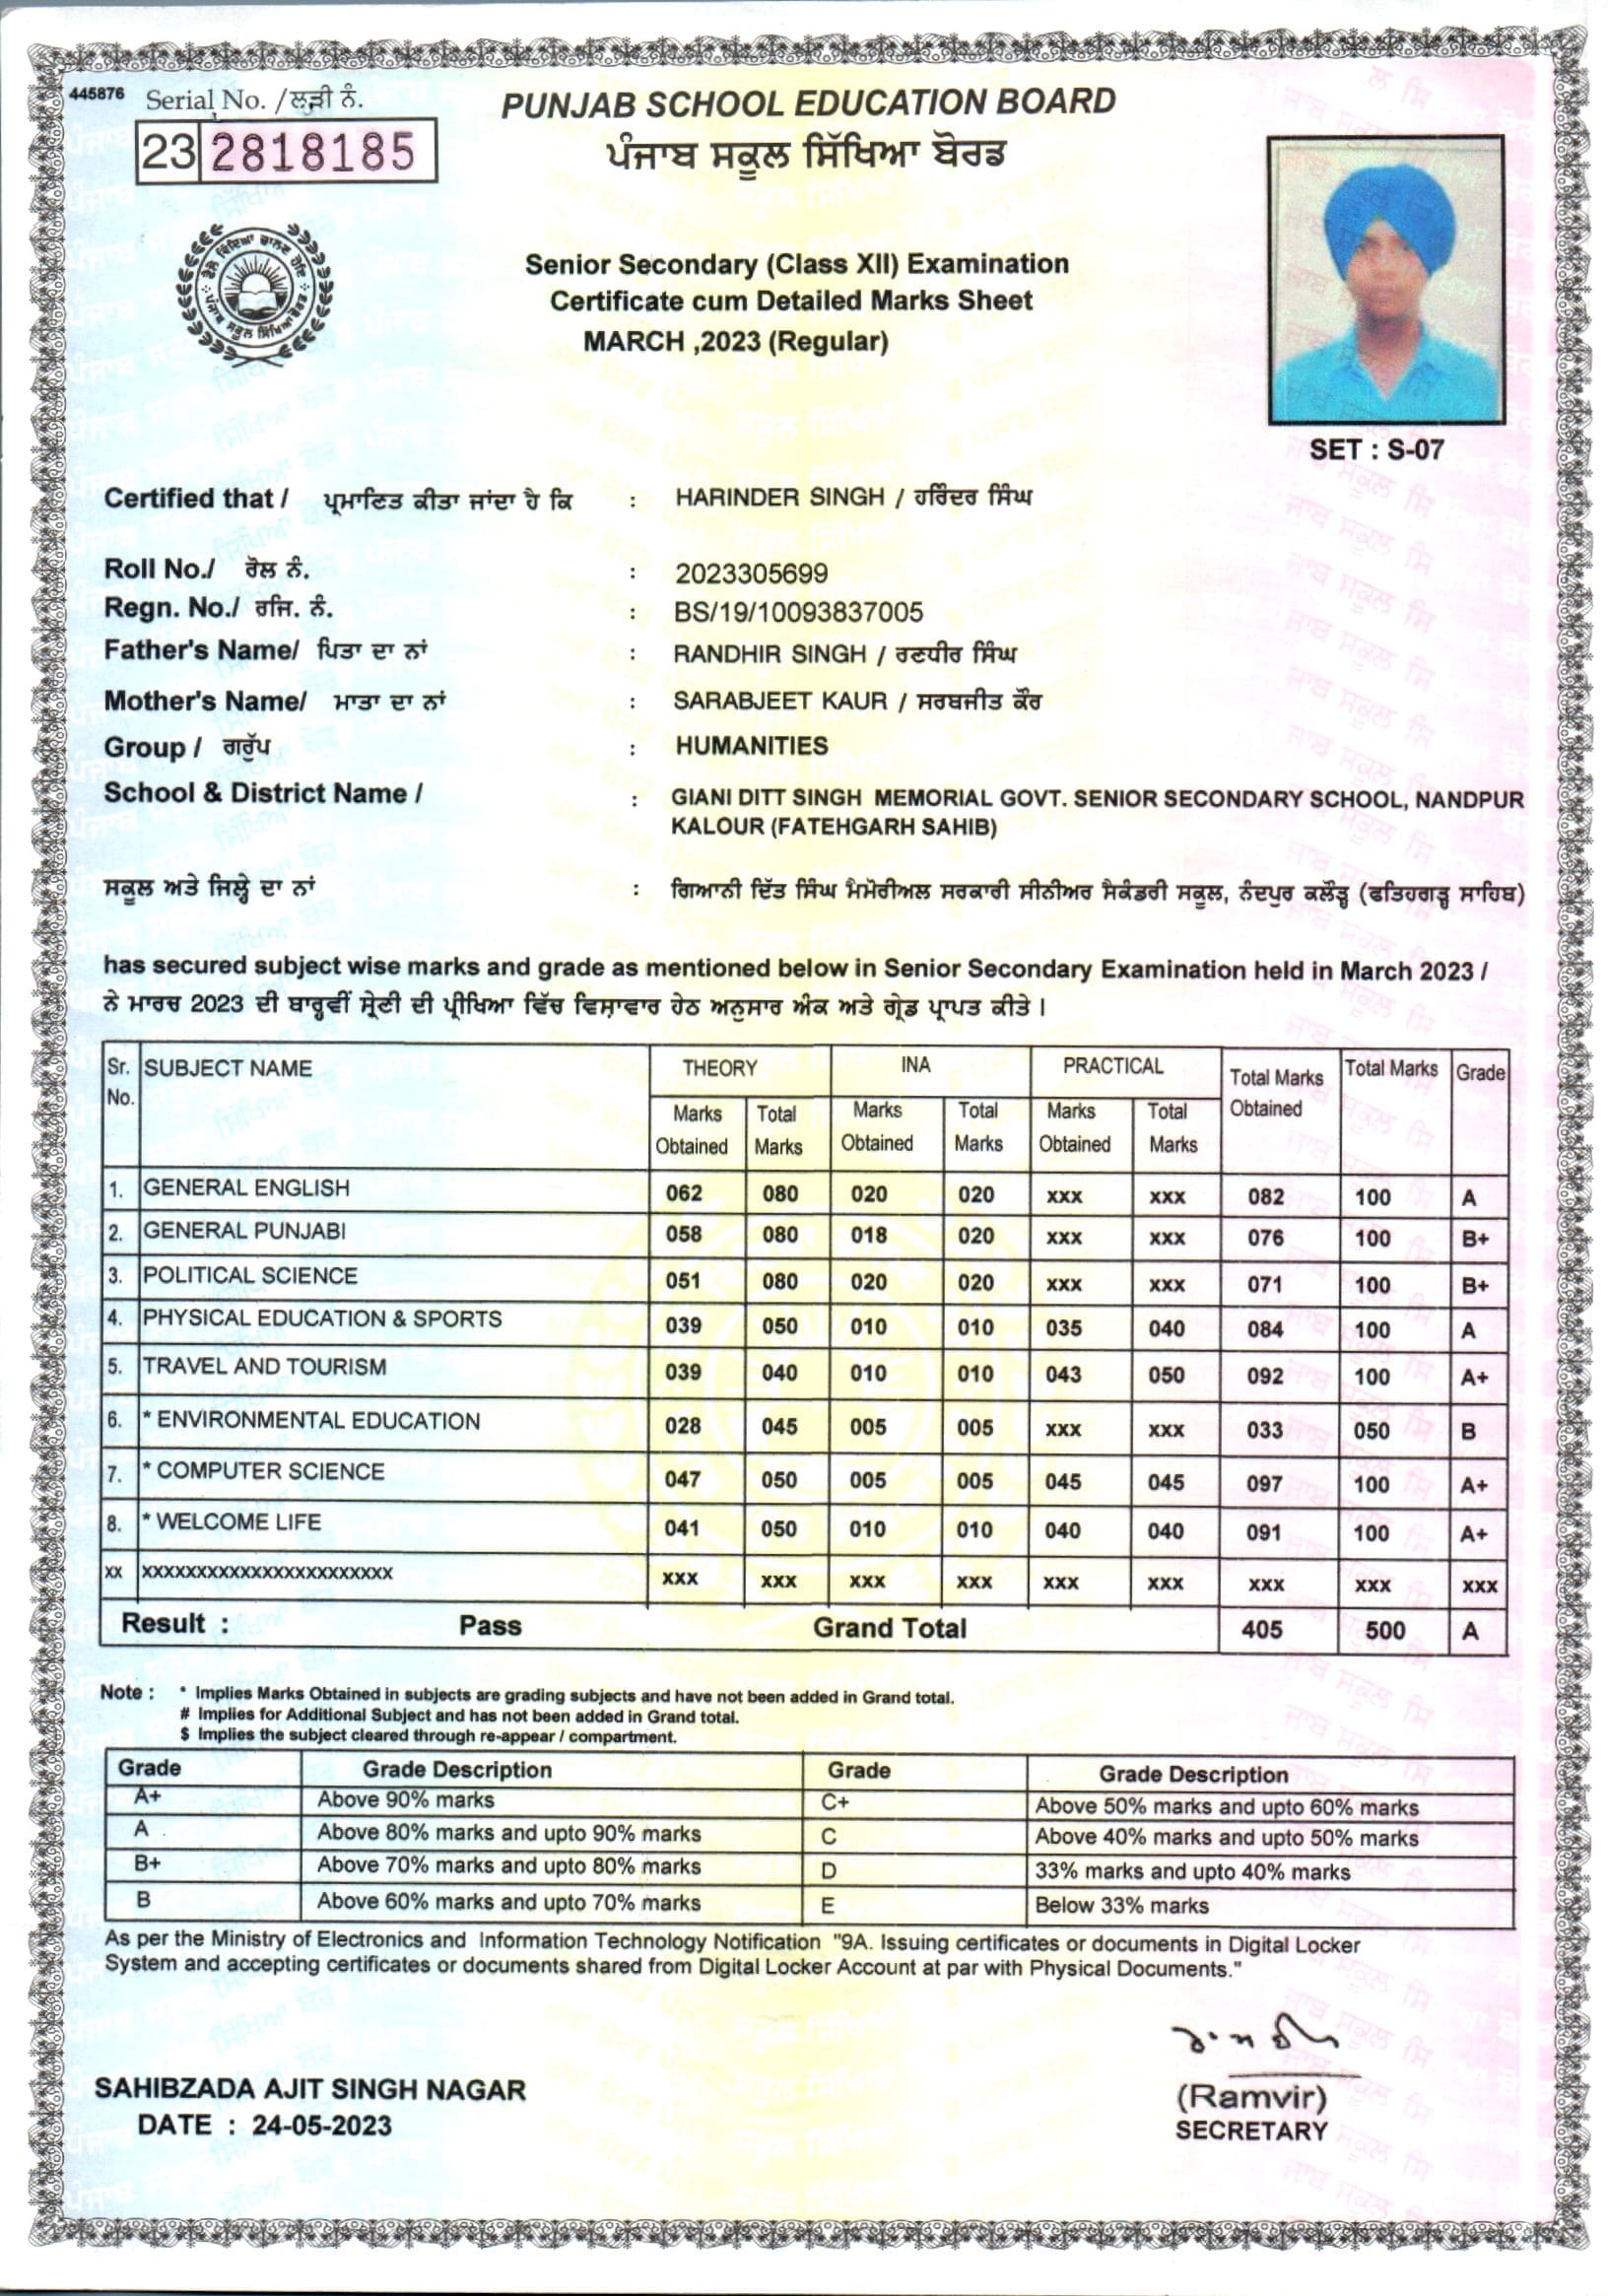 445876 Serial No. /ਲੜੀ ਨੰ.
23 2818185
PUNJAB SCHOOL EDUCATION BOARD
ਪੰਜਾਬ ਸਕੂਲ ਸਿੱਖਿਆ ਬੋਰਡ
Senior Secondary (Class XII) Examination
Certificate cum Detailed Marks Sheet
MARCH ,2023 (Regular)
SET : S-07
Certified that / ਪ੍ਰਮਾਣਿਤ ਕੀਤਾ ਜਾਂਦਾ ਹੈ ਕਿ : HARINDER SINGH / ਹਰਿੰਦਰ ਸਿੰਘ
Roll No./ ਰੋਲ ਨੰ. : 2023305699
Regn. No./ ਰਜਿ. ਨੰ. : BS/19/10093837005
Father's Name/ ਪਿਤਾ ਦਾ ਨਾਂ : RANDHIR SINGH / ਰਣਧੀਰ ਸਿੰਘ
Mother's Name/ ਮਾਤਾ ਦਾ ਨਾਂ : SARABJEET KAUR / ਸਰਬਜੀਤ ਕੌਰ
Group / ਗਰੁੱਪ : HUMANITIES
School & District Name / : GIANI DITT SINGH MEMORIAL GOVT. SENIOR SECONDARY SCHOOL, NANDPUR
KALOUR (FATEHGARH SAHIB)
ਸਕੂਲ ਅਤੇ ਜਿਲ੍ਹੇ ਦਾ ਨਾਂ : ਗਿਆਨੀ ਦਿੱਤ ਸਿੰਘ ਮੈਮੋਰੀਅਲ ਸਰਕਾਰੀ ਸੀਨੀਅਰ ਸੈਕੰਡਰੀ ਸਕੂਲ, ਨੰਦਪੁਰ ਕਲੌੜ (ਫਤਿਹਗੜ੍ਹ ਸਾਹਿਬ)
has secured subject wise marks and grade as mentioned below in Senior Secondary Examination held in March 2023 /
ਨੇ ਮਾਰਚ 2023 ਦੀ ਬਾਰ੍ਹਵੀਂ ਸ਼੍ਰੇਣੀ ਦੀ ਪ੍ਰੀਖਿਆ ਵਿੱਚ ਵਿਸ਼ਾਵਾਰ ਹੇਠ ਅਨੁਸਾਰ ਅੰਕ ਅਤੇ ਗ੍ਰੇਡ ਪ੍ਰਾਪਤ ਕੀਤੇ।
Sr. No. SUBJECT NAME THEORY INA PRACTICAL Total Marks Obtained Total Marks Grade
Marks Obtained Total Marks Marks Obtained Total Marks Marks Obtained Total Marks
1. GENERAL ENGLISH 062 080 020 020 xxx xxx 082 100 A
2. GENERAL PUNJABI 058 080 018 020 xxx xxx 076 100 B+
3. POLITICAL SCIENCE 051 080 020 020 xxx xxx 071 100 B+
4. PHYSICAL EDUCATION & SPORTS 039 050 010 010 035 040 084 100 A
5. TRAVEL AND TOURISM 039 040 010 010 043 050 092 100 A+
6. * ENVIRONMENTAL EDUCATION 028 045 005 005 xxx xxx 033 050 B
7. * COMPUTER SCIENCE 047 050 005 005 045 045 097 100 A+
8. * WELCOME LIFE 041 050 010 010 040 040 091 100 A+
xx xxxxxxxxxxxxxxxxxxxxxxx xxx xxx xxx xxx xxx xxx xxx xxx xxx
Result : Pass Grand Total 405 500 A
Note : * Implies Marks Obtained in subjects are grading subjects and have not been added in Grand total.
# Implies for Additional Subject and has not been added in Grand total.
$ Implies the subject cleared through re-appear / compartment.
Grade Grade Description Grade Grade Description
A+ Above 90% marks C+ Above 50% marks and upto 60% marks
A Above 80% marks and upto 90% marks C Above 40% marks and upto 50% marks
B+ Above 70% marks and upto 80% marks D 33% marks and upto 40% marks
B Above 60% marks and upto 70% marks E Below 33% marks
As per the Ministry of Electronics and Information Technology Notification "9A. Issuing certificates or documents in Digital Locker
System and accepting certificates or documents shared from Digital Locker Account at par with Physical Documents."
SAHIBZADA AJIT SINGH NAGAR
DATE : 24-05-2023
(Ramvir)
SECRETARY